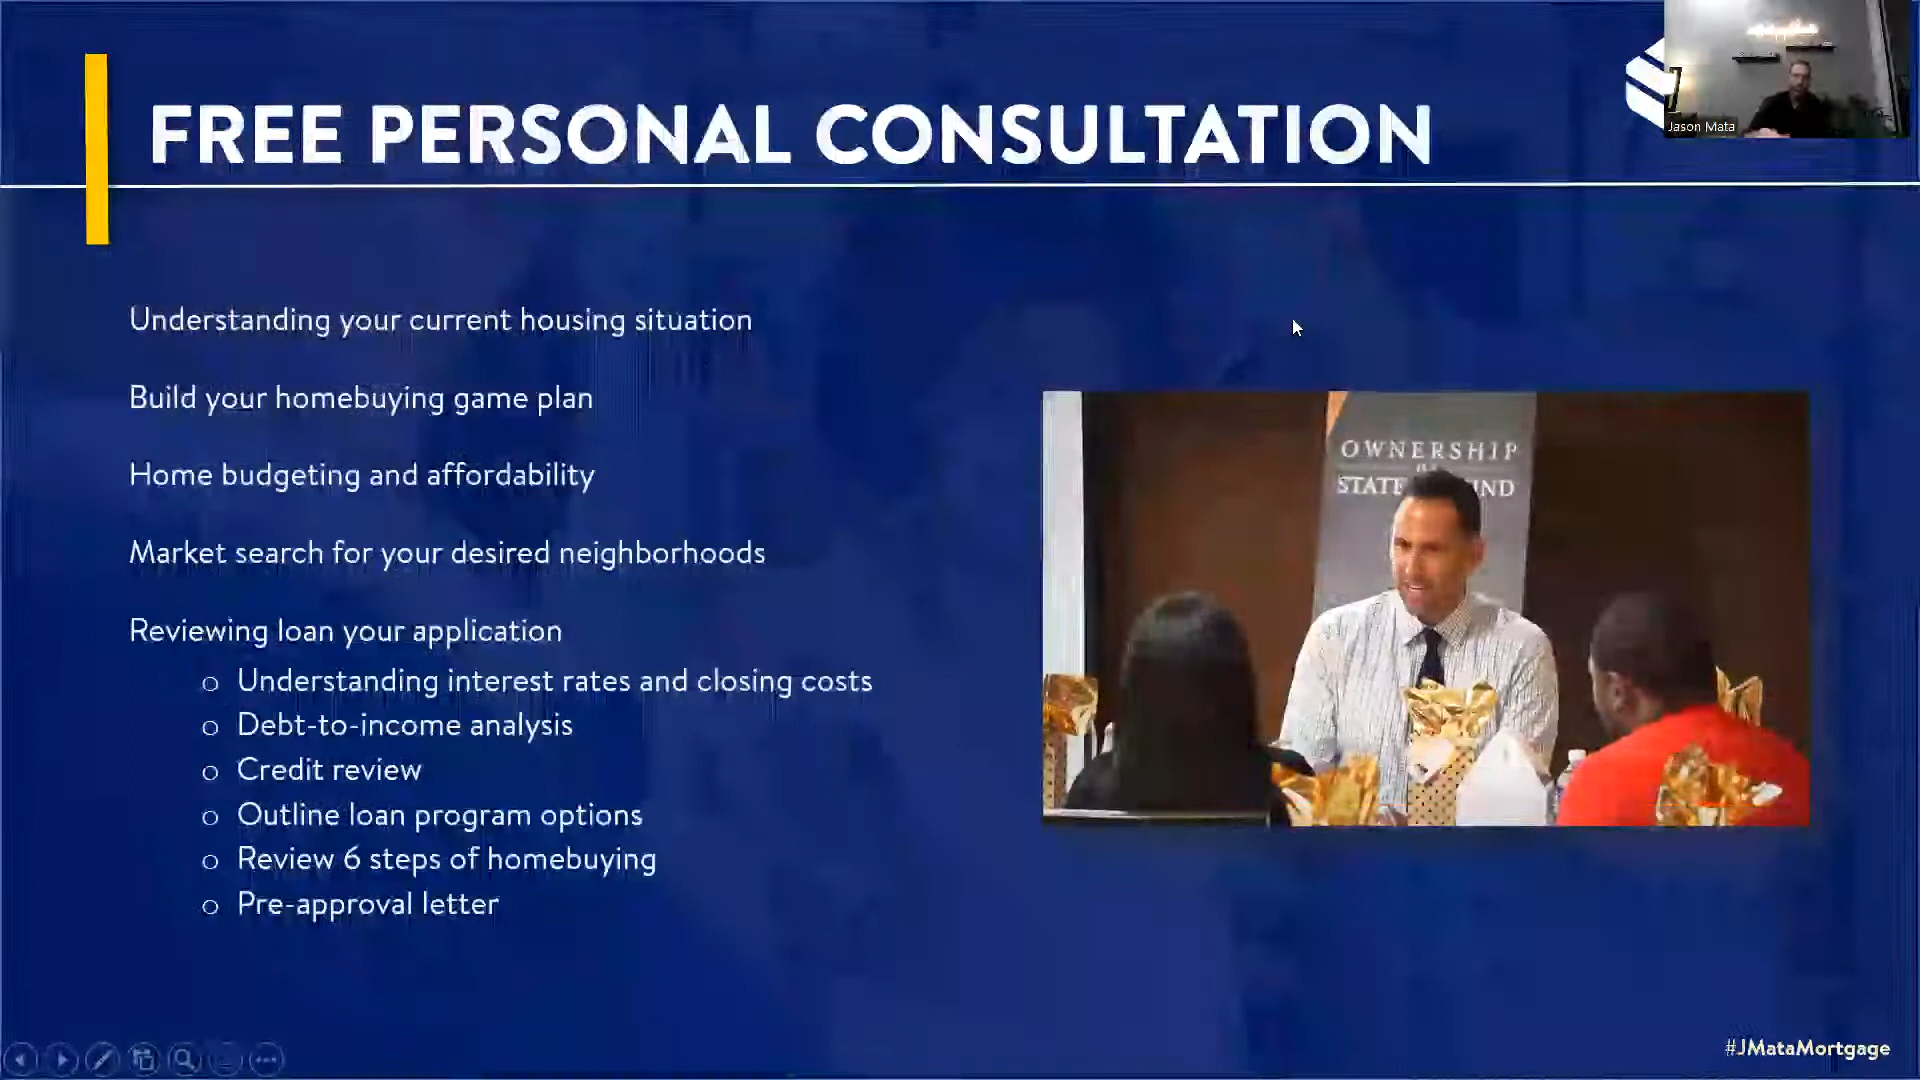 FREE PERSONAL CONSULTATION
Jason Mata
Understanding your current housing situation
Build your homebuying game plan
Home budgeting and affordability
Market search for your desired neighborhoods
Reviewing loan your application
o Understanding interest rates and closing costs
o Debt-to-income analysis
o Credit review
o Outline loan program options
o Review 6 steps of homebuying
o Pre-approval letter
OWNERSHIP
STATE
#JMataMortgage